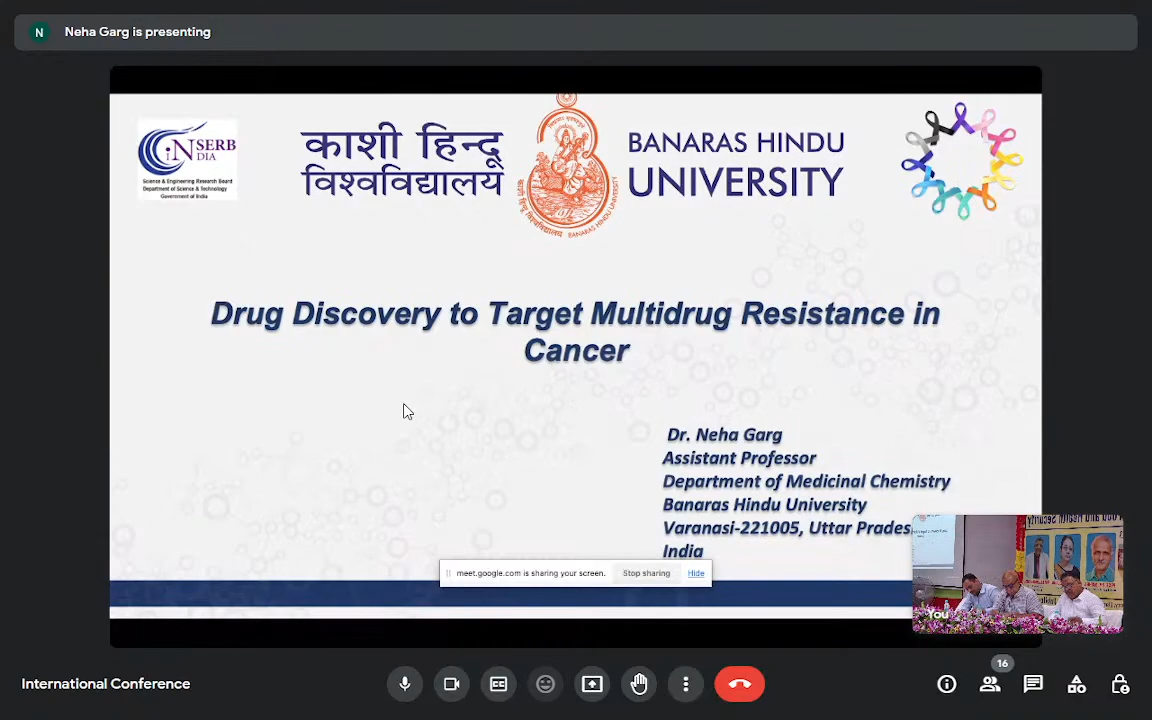 N Neha Garg is presenting
SERB
INDIA
Science & Engineering Research Board
Department of Science & Technology
Government of India
काशी हिन्दू
विश्वविद्यालय
BANARAS HINDU
UNIVERSITY
Drug Discovery to Target Multidrug Resistance in
Cancer
Dr. Neha Garg
Assistant Professor
Department of Medicinal Chemistry
Banaras Hindu University
Varanasi-221005, Uttar Prades
India
meet.google.com is sharing your screen. Stop sharing Hide
You
International Conference
CC
16